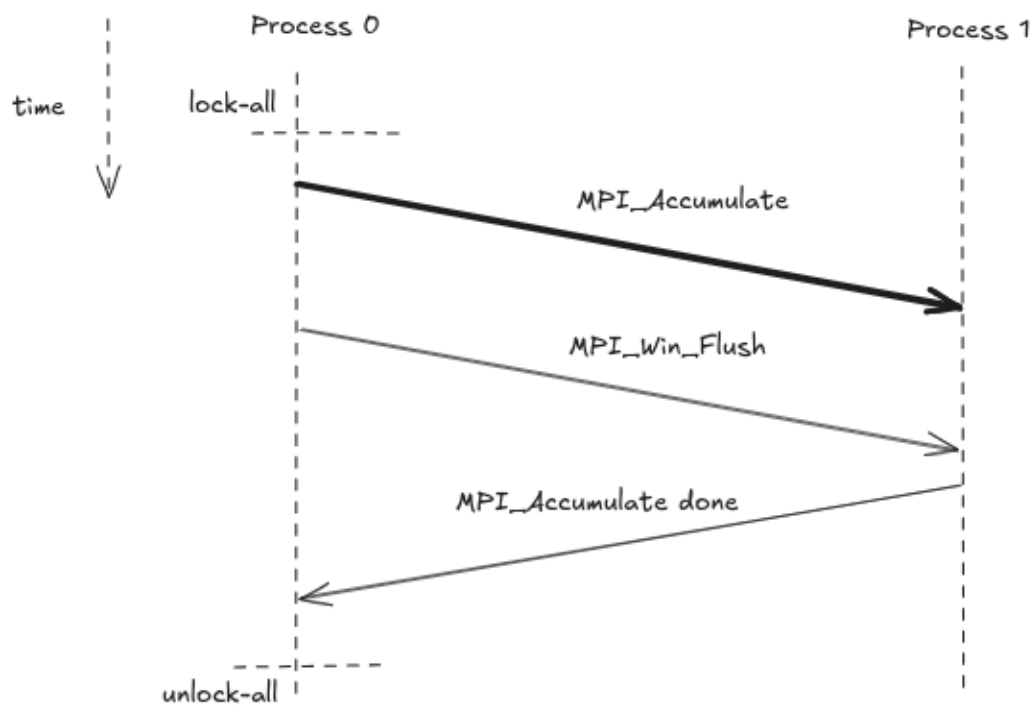 Process 0
Process 1
time
lock-all
MPI_Accumulate
MPI_Win_Flush
MPI_Accumulate done
unlock-all